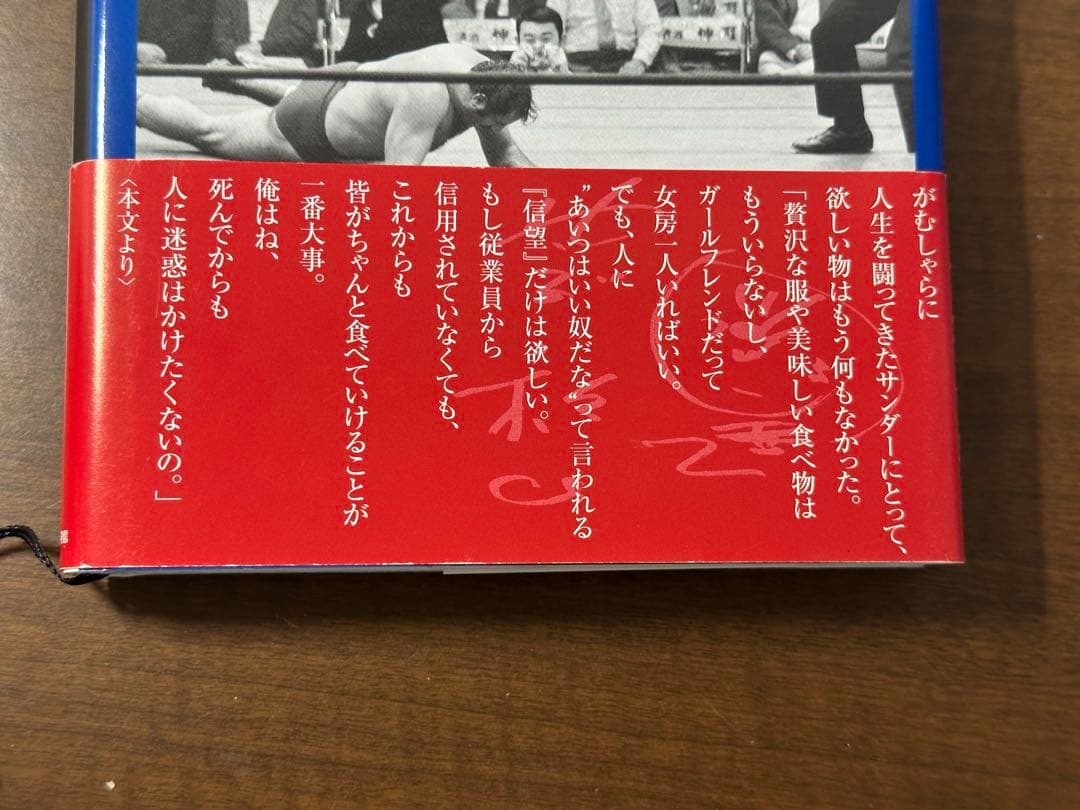 がむしゃらに
人生を闘ってきたサンダーにとって、
欲しい物はもう何もなかった。
「贅沢な服や美味しい食べ物は
もういらないし、
ガールフレンドだって
女房一人いればいい。
でも、人に
“あいつはいい奴だな”って言われる
『信望』だけは欲しい。
もし従業員から
信用されていなくても、
これからも
皆がちゃんと食べていけることが
一番大事。
俺はね、
死んでからも
人に迷惑はかけたくないの。」
〈本文より〉